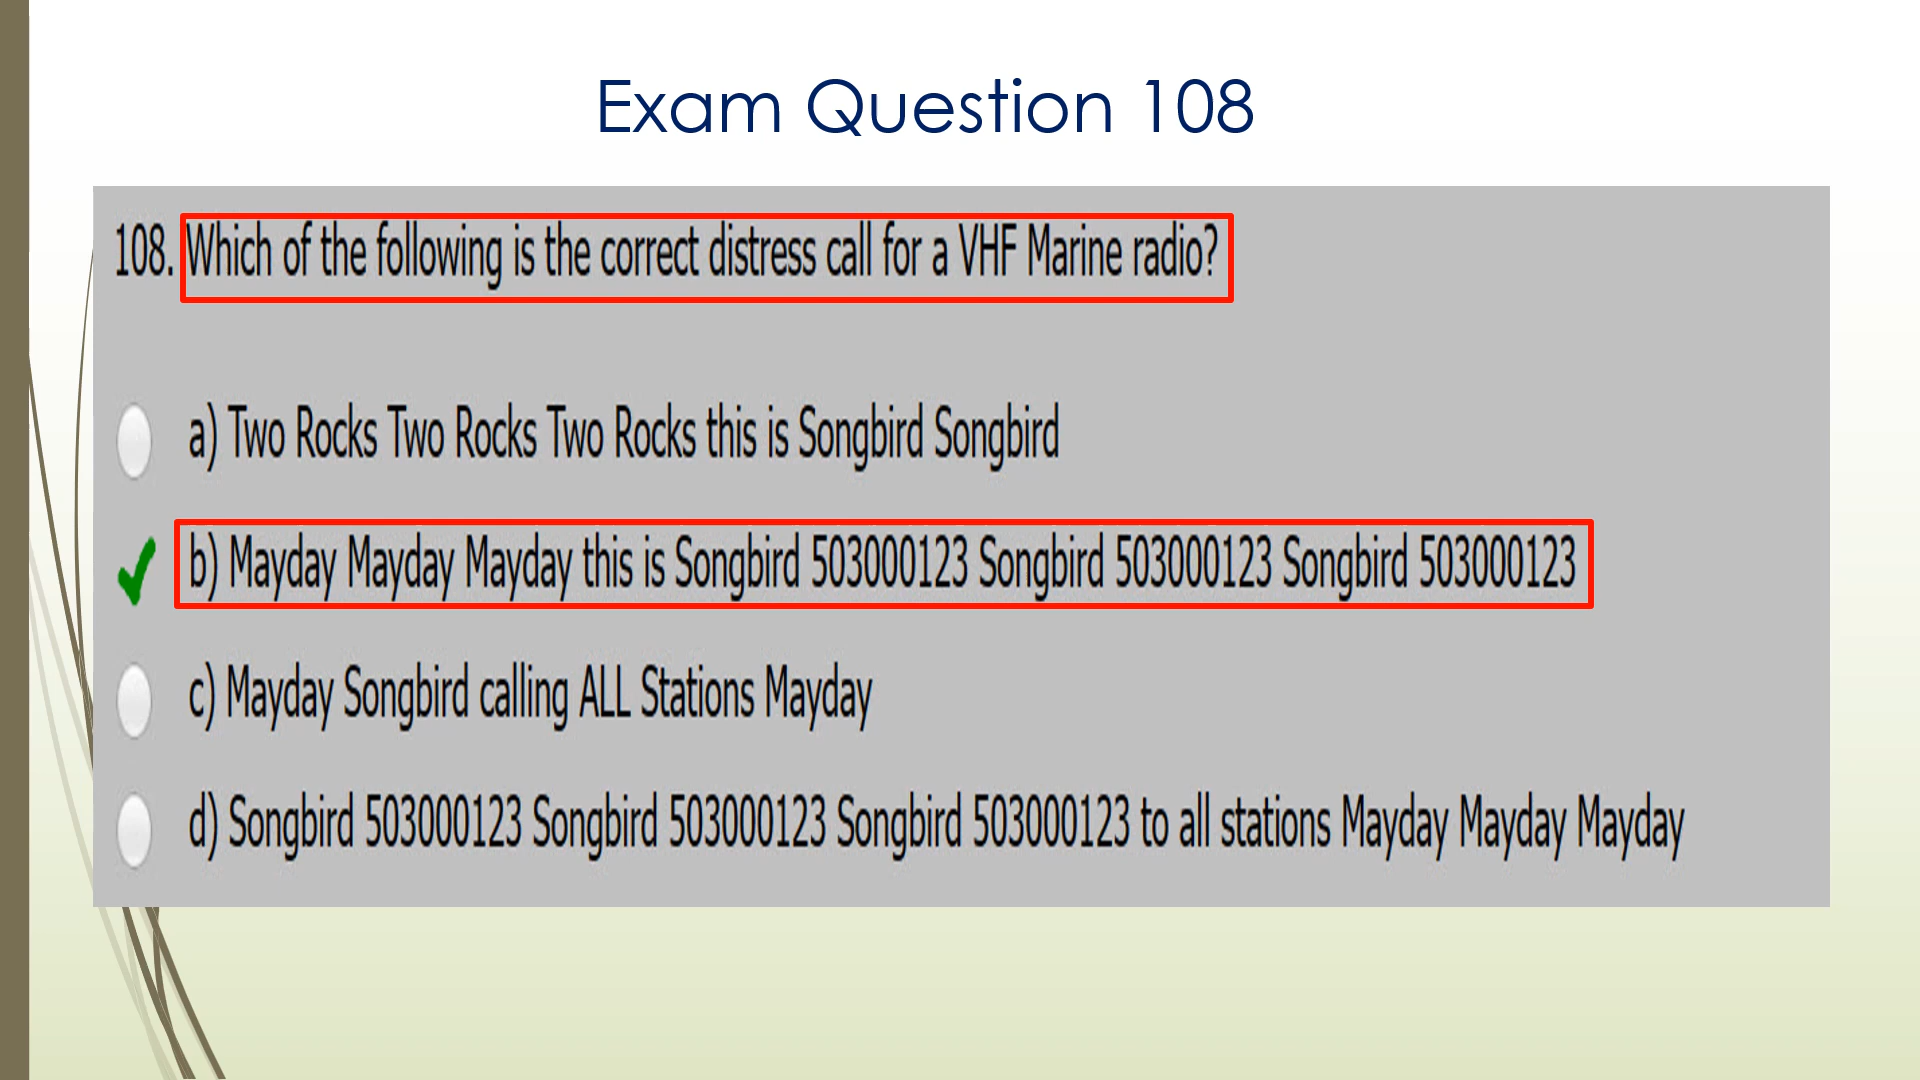 Exam Question 108
108. Which of the following is the correct distress call for a VHF Marine radio?
a) Two Rocks Two Rocks Two Rocks this is Songbird Songbird
b) Mayday Mayday Mayday this is Songbird 503000123 Songbird 503000123 Songbird 503000123
c) Mayday Songbird calling ALL Stations Mayday
d) Songbird 503000123 Songbird 503000123 Songbird 503000123 to all stations Mayday Mayday Mayday